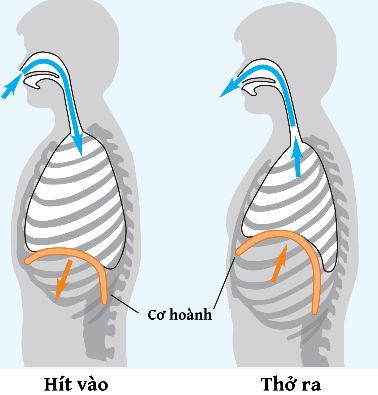 Cơ hoành
Hít vào
Thở ra